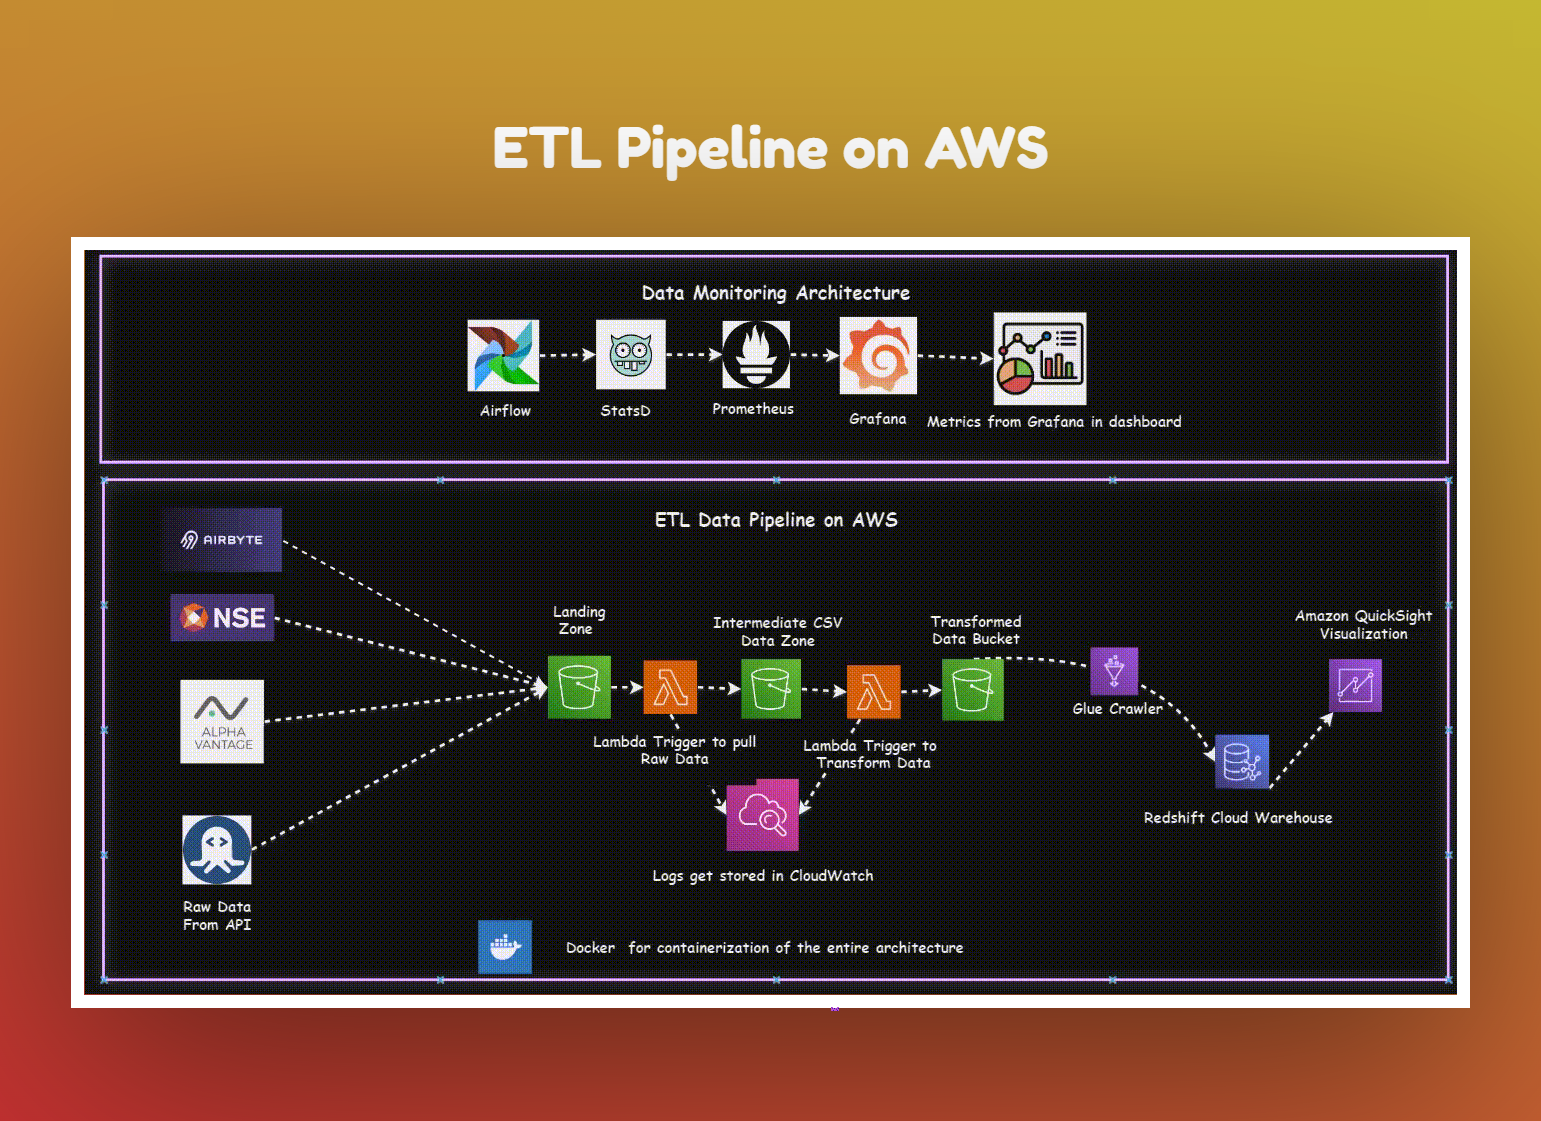 ETL Pipeline on AWS
Data Monitoring Architecture
Airflow
StatsD
Prometheus
Grafana
Metrics from Grafana in dashboard
ETL Data Pipeline on AWS
AIRBYTE
NSE
ALPHA
VANTAGE
Raw Data
From API
Landing
Zone
Lambda Trigger to pull
Raw Data
Intermediate CSV
Data Zone
Lambda Trigger to
Transform Data
Transformed
Data Bucket
Glue Crawler
Redshift Cloud Warehouse
Amazon QuickSight
Visualization
Logs get stored in CloudWatch
Docker for containerization of the entire architecture